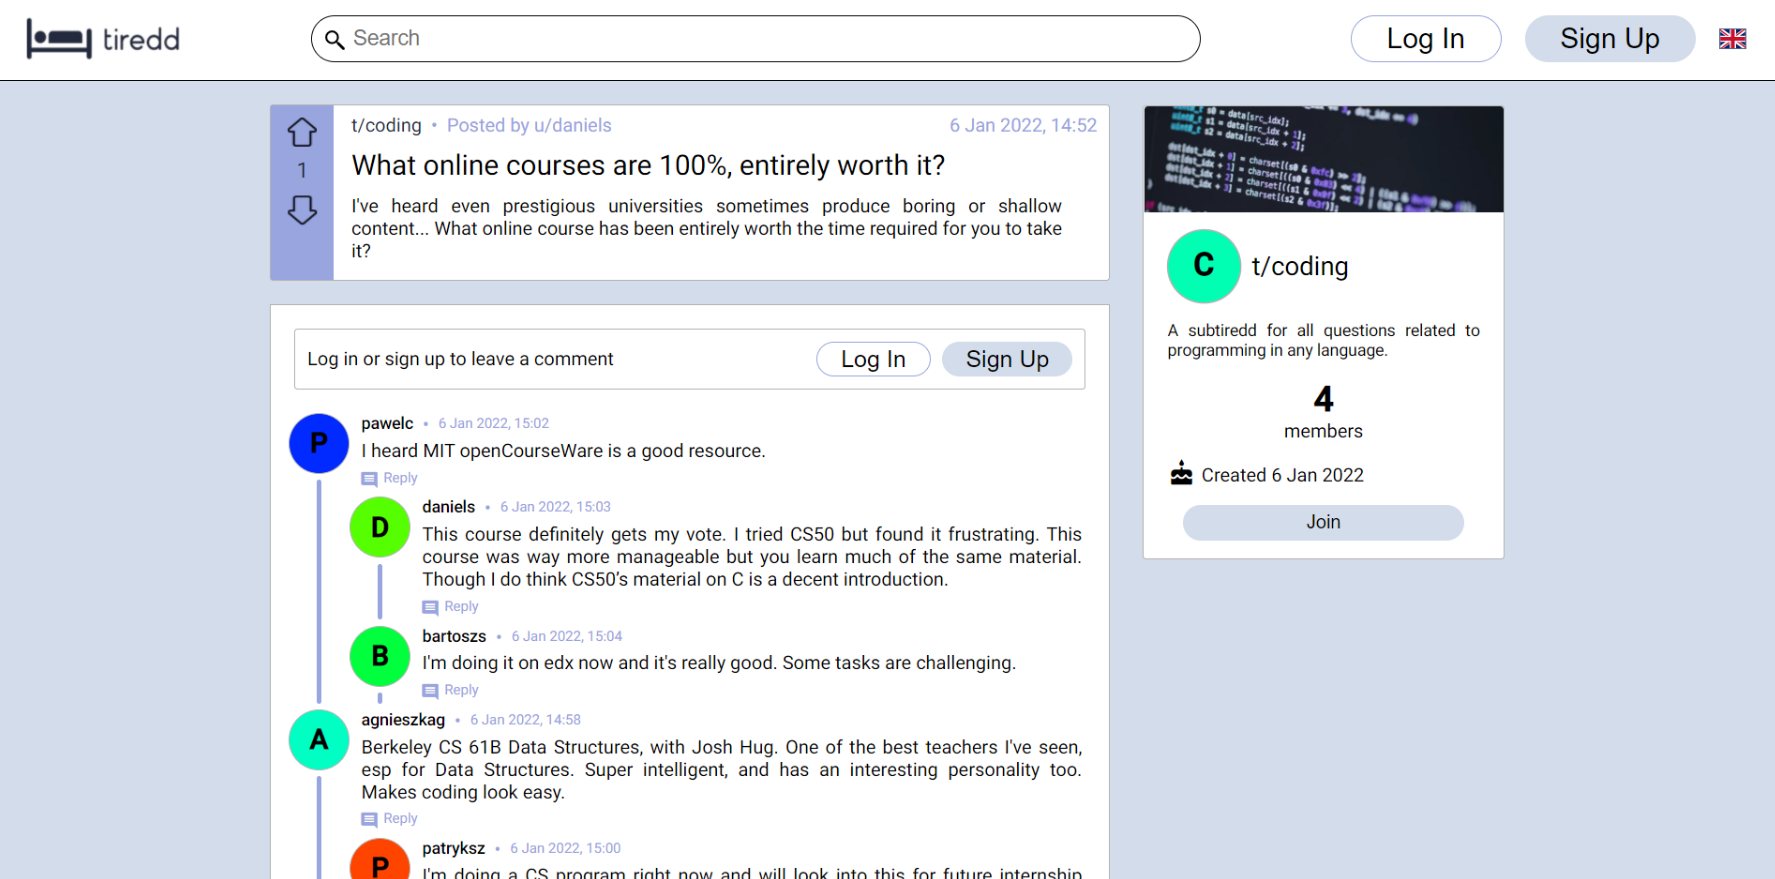 tiredd
Search
Log In
Sign Up
t/coding • Posted by u/daniels
6 Jan 2022, 14:52
1
What online courses are 100%, entirely worth it?
I've heard even prestigious universities sometimes produce boring or shallow
content... What online course has been entirely worth the time required for you to take
it?
Log in or sign up to leave a comment
Log In
Sign Up
P
pawelc • 6 Jan 2022, 15:02
I heard MIT openCourseWare is a good resource.
Reply
D
daniels • 6 Jan 2022, 15:03
This course definitely gets my vote. I tried CS50 but found it frustrating. This
course was way more manageable but you learn much of the same material.
Though I do think CS50’s material on C is a decent introduction.
Reply
B
bartoszs • 6 Jan 2022, 15:04
I'm doing it on edx now and it's really good. Some tasks are challenging.
Reply
A
agnieszkag • 6 Jan 2022, 14:58
Berkeley CS 61B Data Structures, with Josh Hug. One of the best teachers I've seen,
esp for Data Structures. Super intelligent, and has an interesting personality too.
Makes coding look easy.
Reply
P
patryksz • 6 Jan 2022, 15:00
I'm doing a CS program right now and will look into this for future internship
s0 = data[src_idx];
s1 = data[src_idx + 1];
s2 = data[src_idx + 2];
C
t/coding
A subtiredd for all questions related to
programming in any language.
4
members
Created 6 Jan 2022
Join